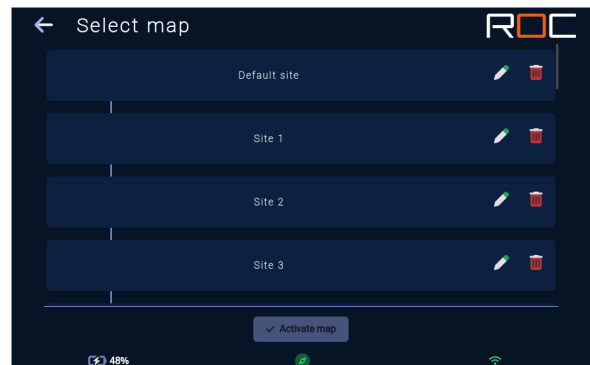 Select map
ROC
Default site
Site 1
Site 2
Site 3
Activate map
48%